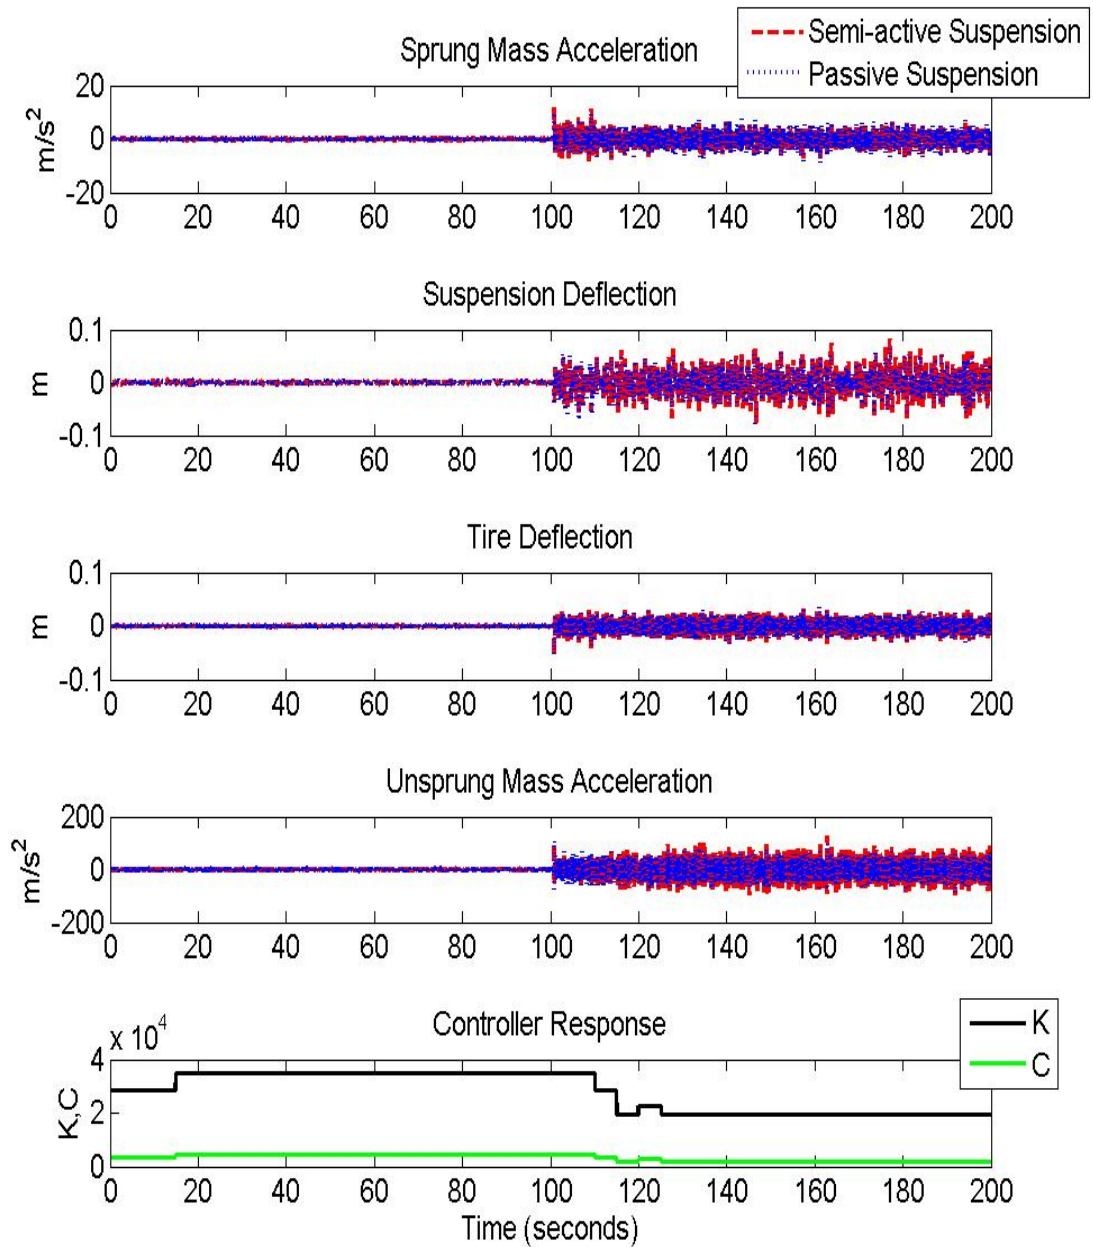 Semi-active Suspension
Passive Suspension
Sprung Mass Acceleration
m/s²
20
0
-20
0 20 40 60 80 100 120 140 160 180 200
Suspension Deflection
m
0.1
0
-0.1
0 20 40 60 80 100 120 140 160 180 200
Tire Deflection
m
0.1
0
-0.1
0 20 40 60 80 100 120 140 160 180 200
Unsprung Mass Acceleration
m/s²
200
0
-200
0 20 40 60 80 100 120 140 160 180 200
Controller Response
x 10⁴
K
C
K,C
4
2
0
0 20 40 60 80 100 120 140 160 180 200
Time (seconds)